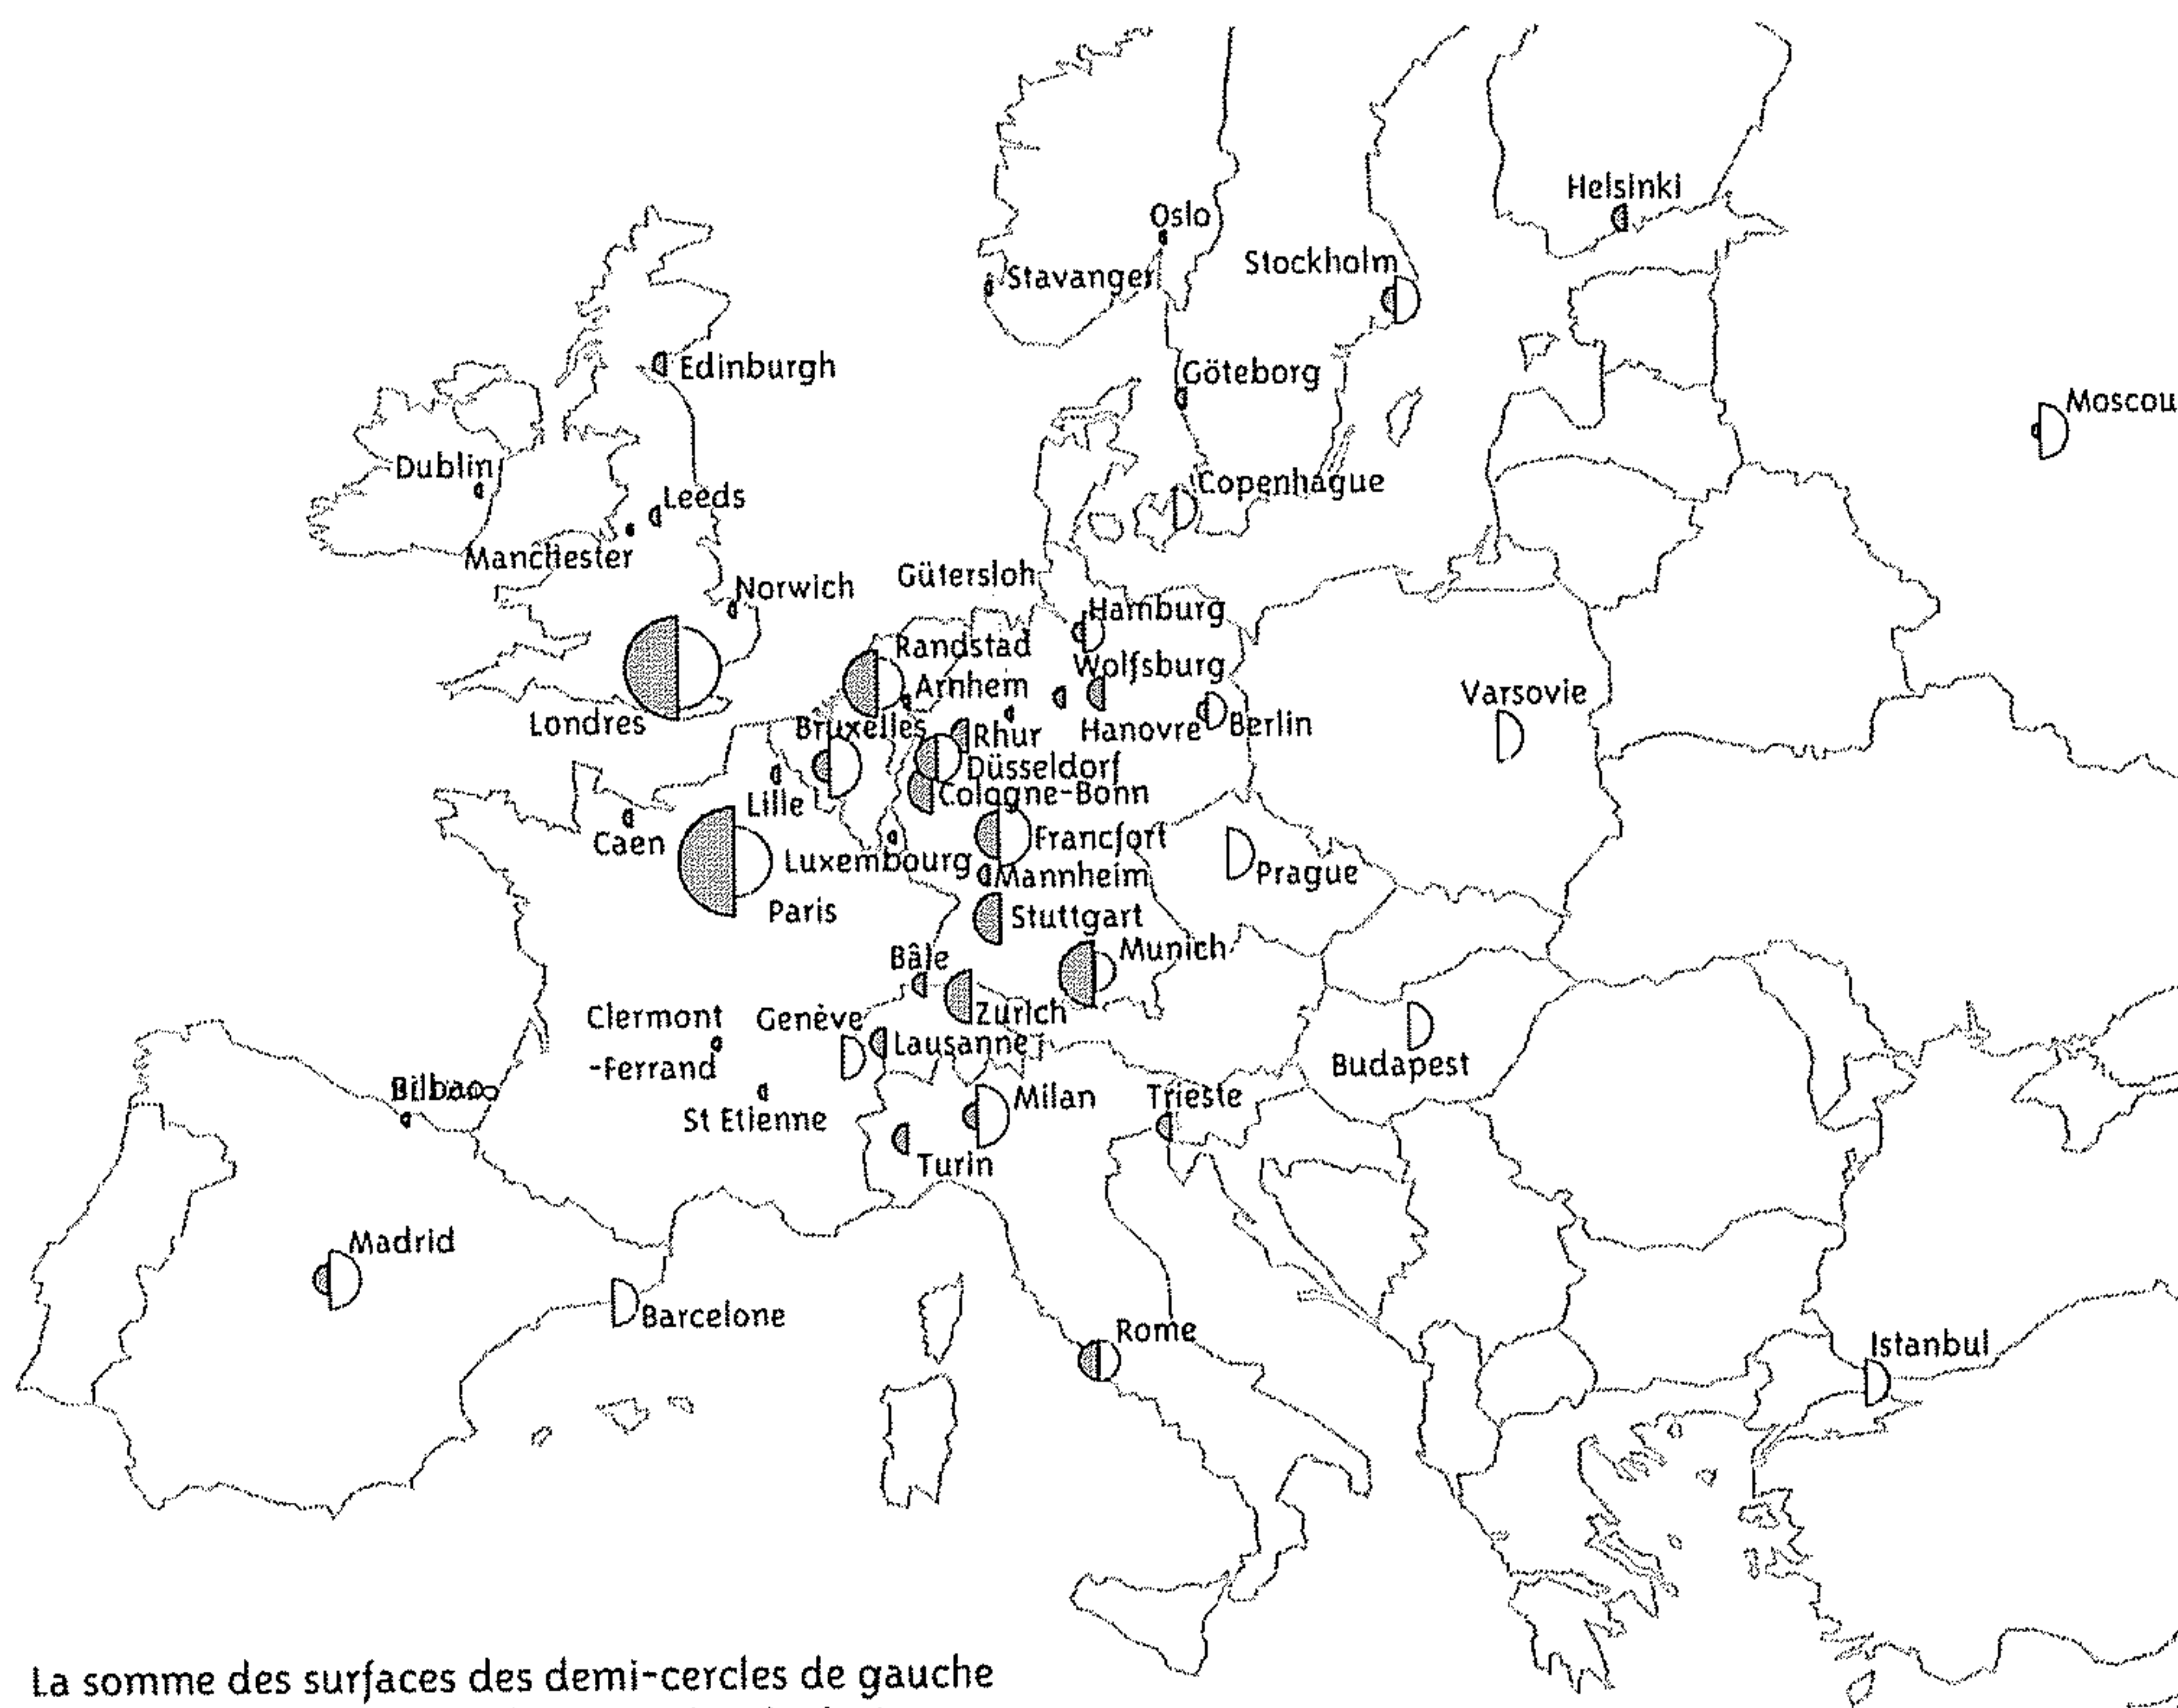 Helsinki
Oslo
Stockholm
Stavanger
Edinburgh
Göteborg
Moscou
Dublin
Copenhague
Leeds
Manchester
Gütersloh
Norwich
Hamburg
Randstad
Wolfsburg
Arnhem
Varsovie
Londres
Bruxelles
Rhur
Hanovre
Berlin
Düsseldorf
Cologne-Bonn
Lille
Caen
Francfort
Luxembourg
Mannheim
Prague
Paris
Stuttgart
Munich
Bâle
Zurich
Clermont
-Ferrand
Genève
Lausanne
Budapest
Bilbao
St Etienne
Milan
Trieste
Turin
Madrid
Barcelone
Rome
Istanbul
La somme des surfaces des demi-cercles de gauche